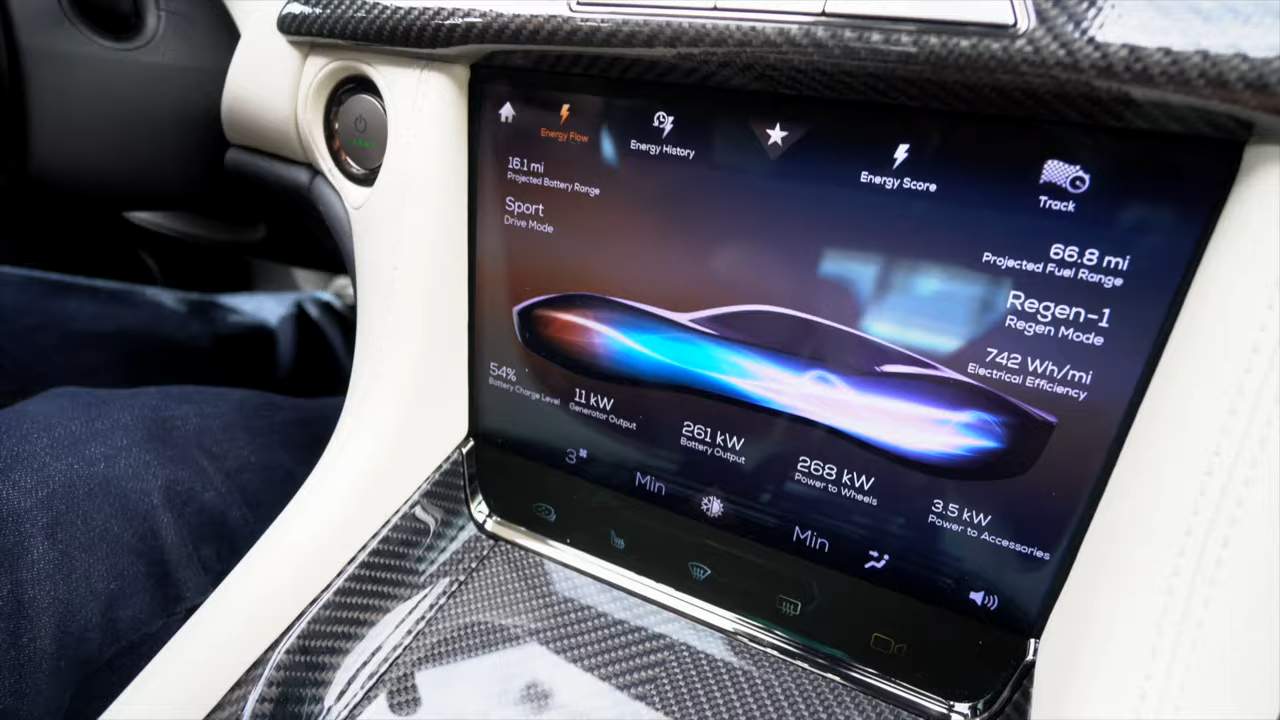 Energy Flow
Energy History
Energy Score
Track
16.1 mi
Projected Battery Range
Sport
Drive Mode
66.8 mi
Projected Fuel Range
Regen-1
Regen Mode
742 Wh/mi
Electrical Efficiency
54%
Battery Charge Level
11 kW
Generator Output
261 kW
Battery Output
268 kW
Power to Wheels
3.5 kW
Power to Accessories
3
Min
Min